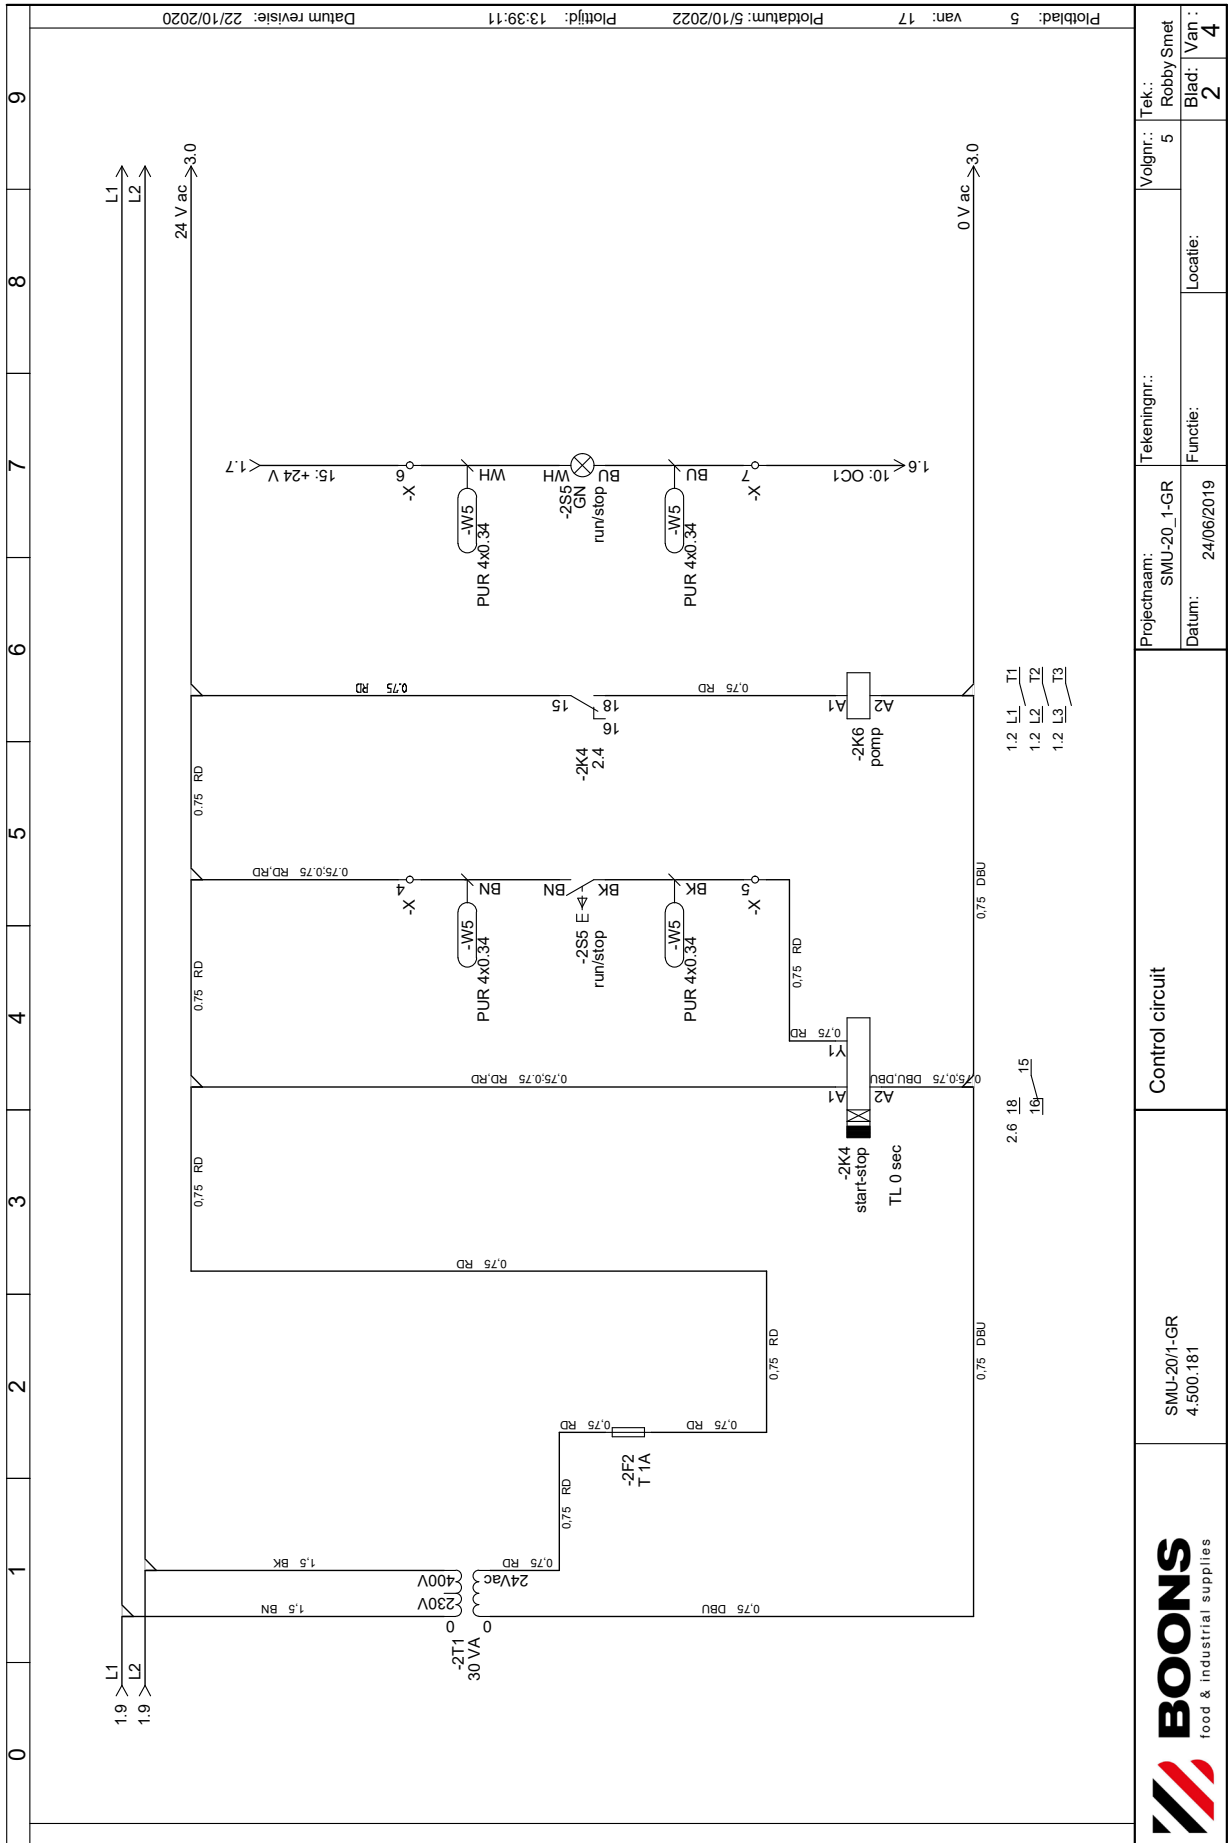 0 1 2 3 4 5 6 7 8 9
Plotblad: 5 van: 17 Plotdatum: 5/10/2022 Plottijd: 13:39:11 Datum revisie: 22/10/2020
1.9 L1
1.9 L2
L1
L2
24 V ac 3.0
0 V ac 3.0
1,5 BN
1,5 BK
0 230V 400V
-2T1
30 VA
0 24Vac
0,75 RD
0,75 RD
0,75 DBU
0,75 RD
-2F2
T 1A
0,75 RD
0,75 RD
0,75 RD
0,75 DBU
0,75 RD
0,75;0.75 RD,RD
A1 Y1
-2K4
start-stop
TL 0 sec
A2
0,75;0,75 DBU,DBU
0,75 RD
0,75 RD
2.6 18 15
16
0.75 RD
0.75;0.75 RD,RD
4
-X
BN
-W5
PUR 4x0.34
BN
-2S5
E
run/stop
BK
BK
-W5
PUR 4x0.34
5
-X
0.75 RD
0,75 DBU
0.75 RD
15
-2K4
2.4
16 18
0,75 RD
A1
-2K6
pomp
A2
1.2 L1 T1
1.2 L2 T2
1.2 L3 T3
1.7
15: +24 V
6
-X
WH
-W5
PUR 4x0.34
WH
-2S5
GN
run/stop
BU
BU
-W5
PUR 4x0.34
7
-X
10: OC1
1.6
BOONS
food & industrial supplies
SMU-20/1-GR
4.500.181
Control circuit
Projectnaam:
SMU-20_1-GR
Tekeningnr.:
Volgnr.:
5
Tek.:
Robby Smet
Datum:
24/06/2019
Functie:
Locatie:
Blad:
2
Van :
4